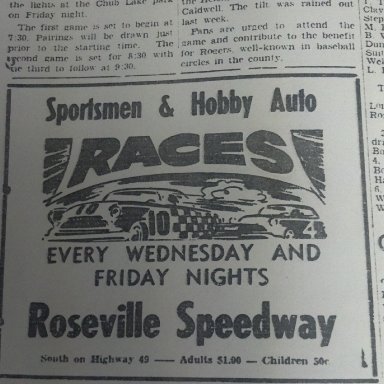 the lights at the Chub Lake park
on Friday night.
The first game is set to begin at
7:30. Pairings will be drawn just
prior to the starting time. The
second game is set for 8:30 with
the third to follow at 9:30.
Caldwell. The tilt was rained out
last week.
Fans are urged to attend the
game and contribute to the benefit
for Rogers, well-known in baseball
circles in the county.
Sportsmen & Hobby Auto
RACES
10
4
EVERY WEDNESDAY AND
FRIDAY NIGHTS
Roseville Speedway
South on Highway 49 — Adults $1.00 — Children 50c